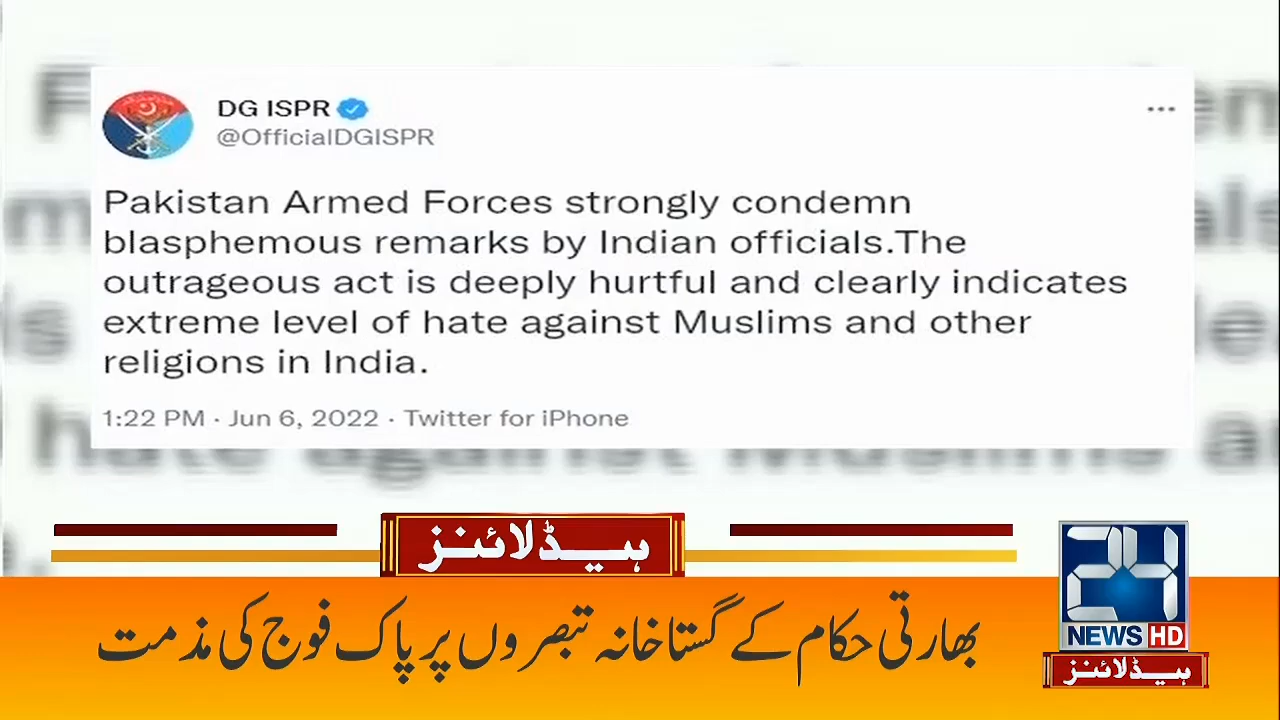 DG ISPR
@OfficialDGISPR
Pakistan Armed Forces strongly condemn
blasphemous remarks by Indian officials.The
outrageous act is deeply hurtful and clearly indicates
extreme level of hate against Muslims and other
religions in India.
1:22 PM · Jun 6, 2022 · Twitter for iPhone
ہیڈلائنز
بھارتی حکام کے گستاخانہ تبصروں پر پاک فوج کی مذمت
24
NEWS HD
ہیڈلائنز